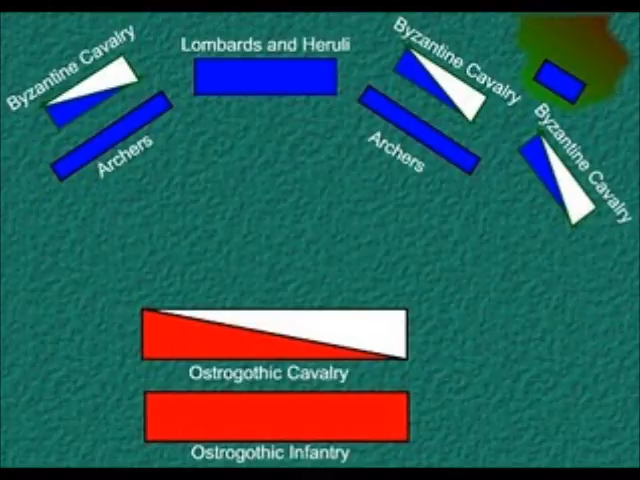 Byzantine Cavalry
Lombards and Heruli
Byzantine Cavalry
Archers
Archers
Byzantine Cavalry
Ostrogothic Cavalry
Ostrogothic Infantry